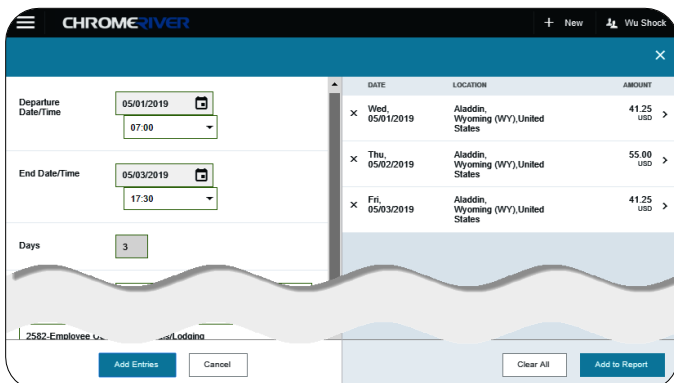 CHROMERIVER
+ New
Wu Shock
×
DATE LOCATION AMOUNT
Departure
Date/Time
05/01/2019
07:00
End Date/Time
05/03/2019
17:30
Days
3
2582-Employee
s/Lodging
Add Entries
Cancel
× Wed,
05/01/2019
Aladdin,
Wyoming (WY),United
States
41.25
USD >
× Thu,
05/02/2019
Aladdin,
Wyoming (WY),United
States
55.00
USD >
× Fri,
05/03/2019
Aladdin,
Wyoming (WY),United
States
41.25
USD >
Clear All
Add to Report